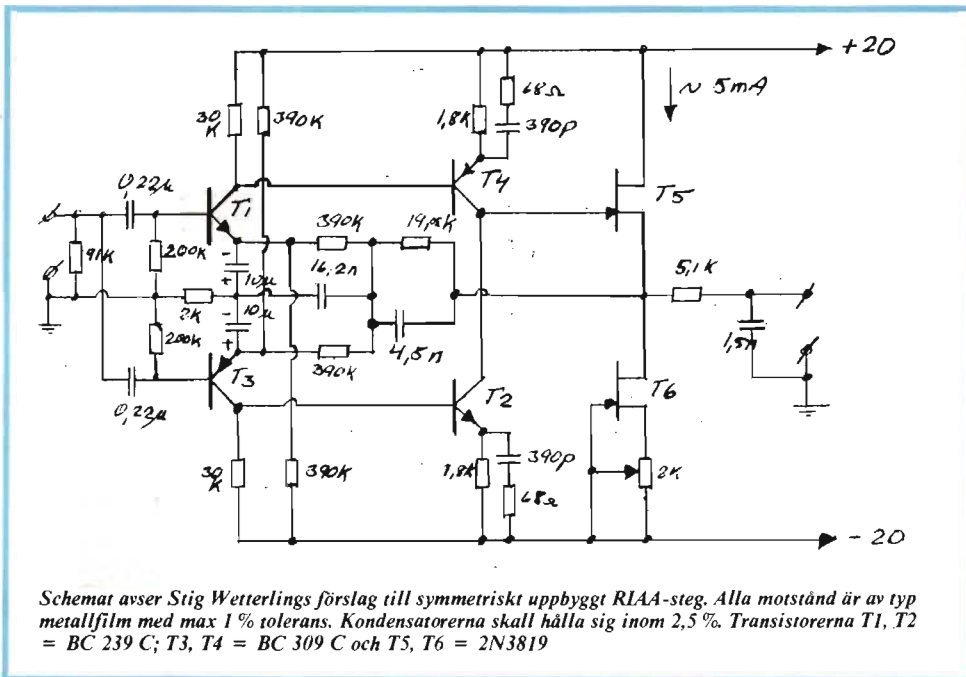 +20
~ 5mA
30
K
390K
1,8K
68Ω
390p
T4
T5
0,22µ
T1
91K
200K
390K
16,2n
10µ
2K
10µ
200K
390K
4,5n
T3
0,22µ
5,1K
1,5n
T2
T6
30
K
390K
1,8K
390p
68Ω
2K
-20
Schemat avser Stig Wetterlings förslag till symmetriskt uppbyggt RIAA-steg. Alla motstånd är av typ
metallfilm med max 1 % tolerans. Kondensatorerna skall hålla sig inom 2,5 %. Transistorerna T1, T2
= BC 239 C; T3, T4 = BC 309 C och T5, T6 = 2N3819